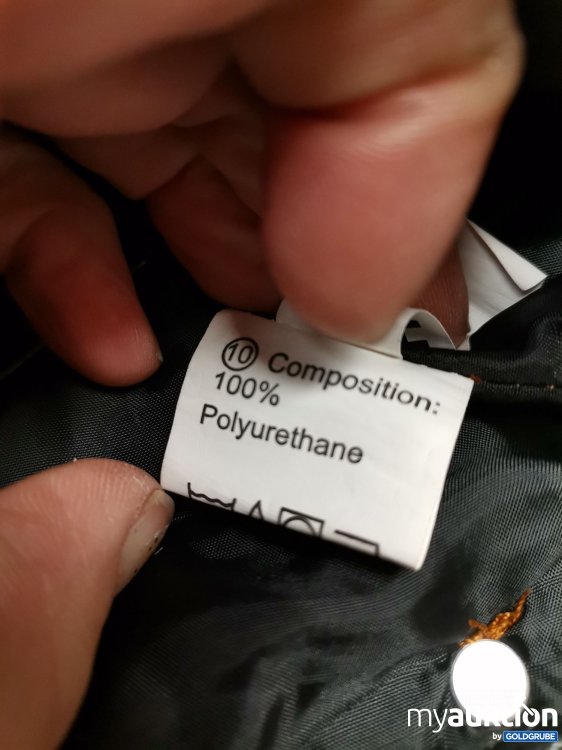 ⑩ Composition:
100%
Polyurethane
myauktion
by GOLDGRUBE